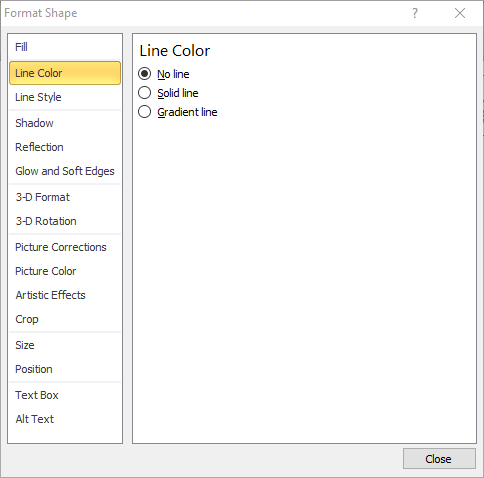 Format Shape
?
Fill
Line Color
Line Style
Shadow
Reflection
Glow and Soft Edges
3-D Format
3-D Rotation
Picture Corrections
Picture Color
Artistic Effects
Crop
Size
Position
Text Box
Alt Text
Line Color
No line
Solid line
Gradient line
Close